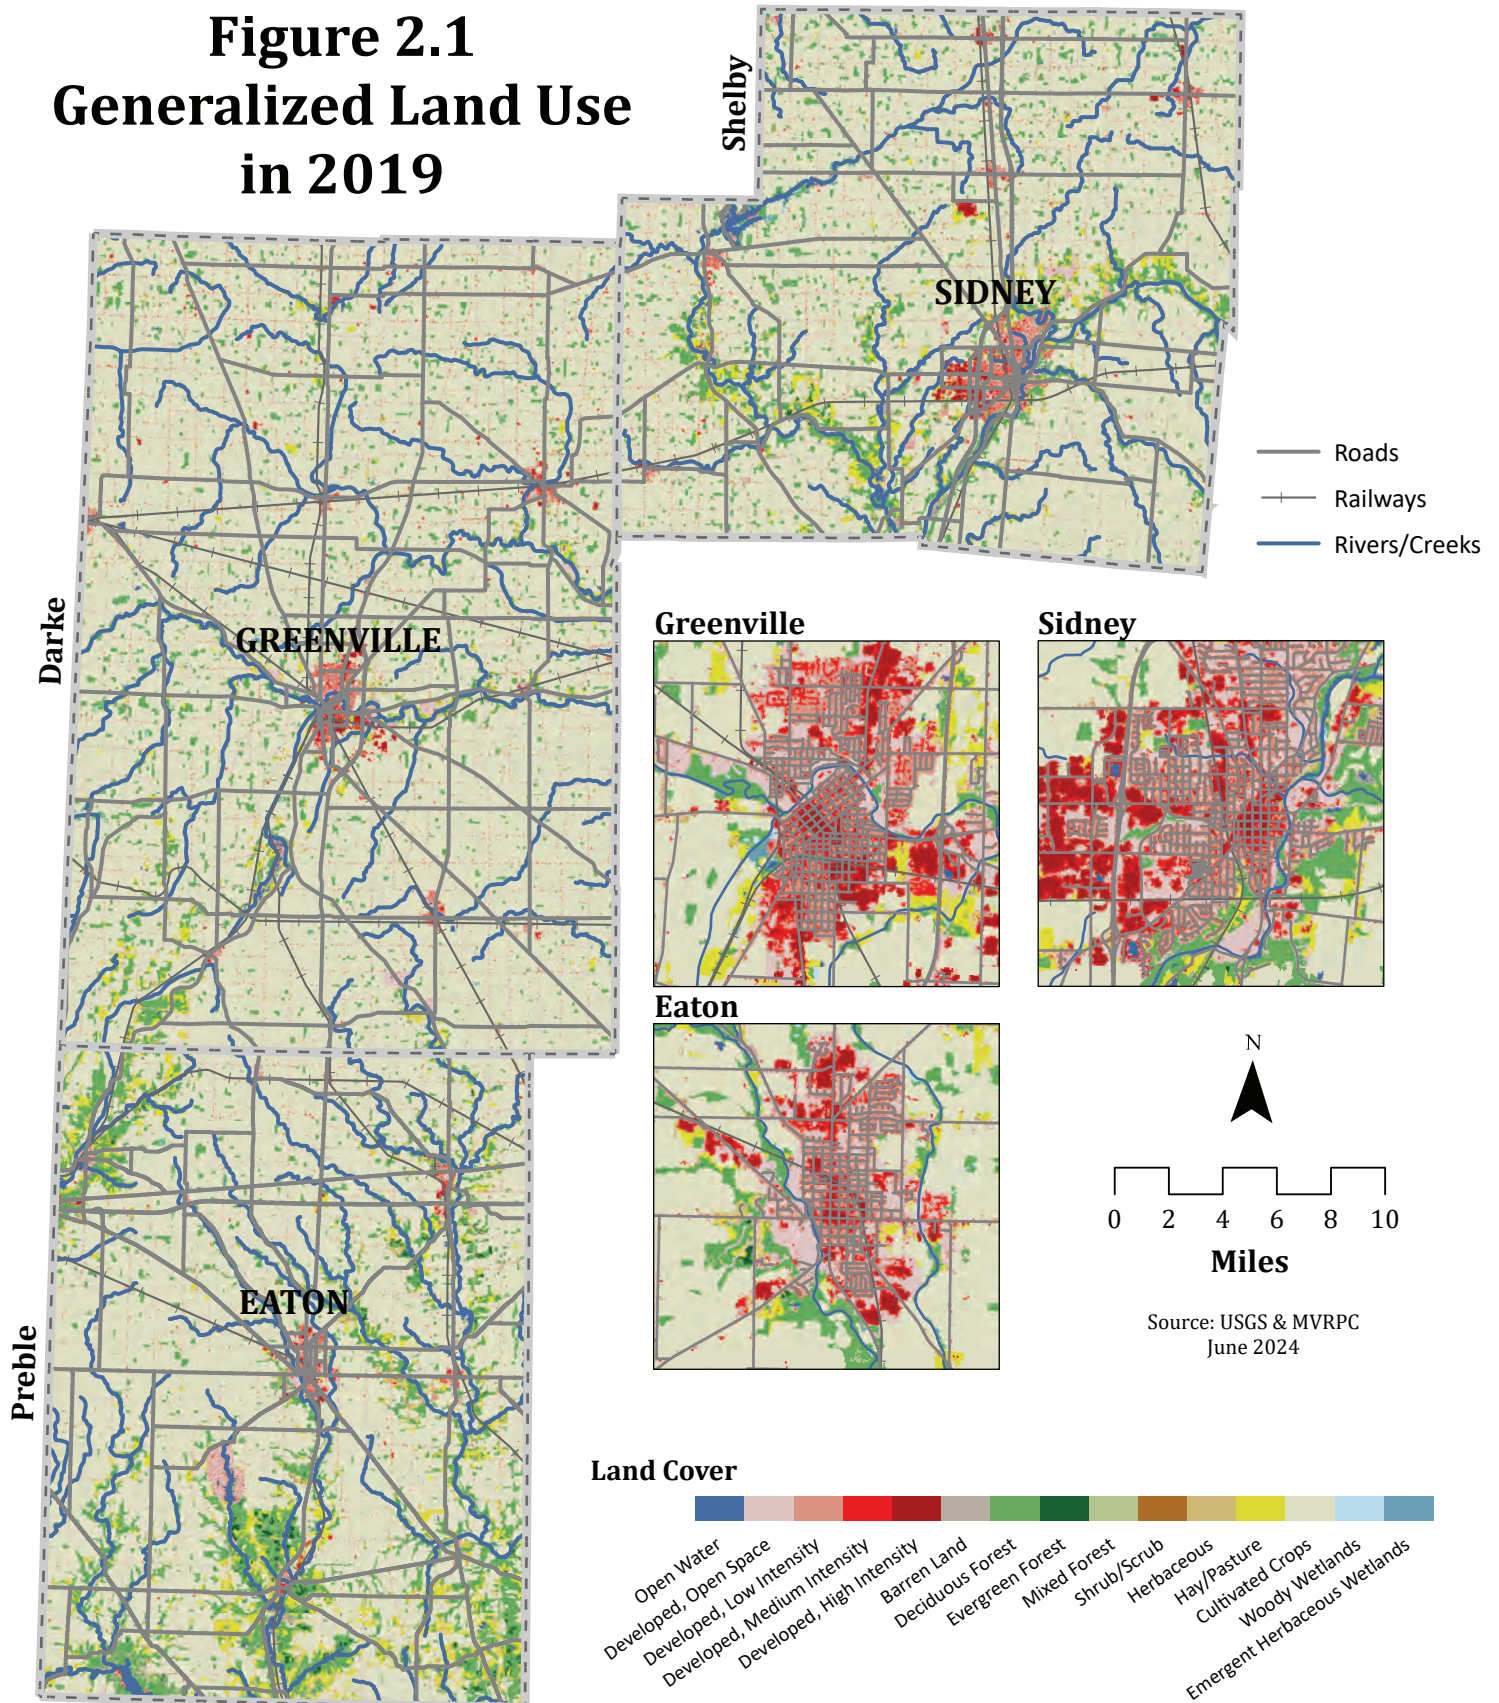 Figure 2.1
Generalized Land Use
in 2019
Shelby
SIDNEY
Roads
Railways
Rivers/Creeks
Darke
GREENVILLE
Greenville
Sidney
Eaton
N
0 2 4 6 8 10
Miles
Source: USGS & MVRPC
June 2024
Preble
EATON
Land Cover
Open Water
Developed, Open Space
Developed, Low Intensity
Developed, Medium Intensity
Developed, High Intensity
Barren Land
Deciduous Forest
Evergreen Forest
Mixed Forest
Shrub/Scrub
Herbaceous
Hay/Pasture
Cultivated Crops
Woody Wetlands
Emergent Herbaceous Wetlands